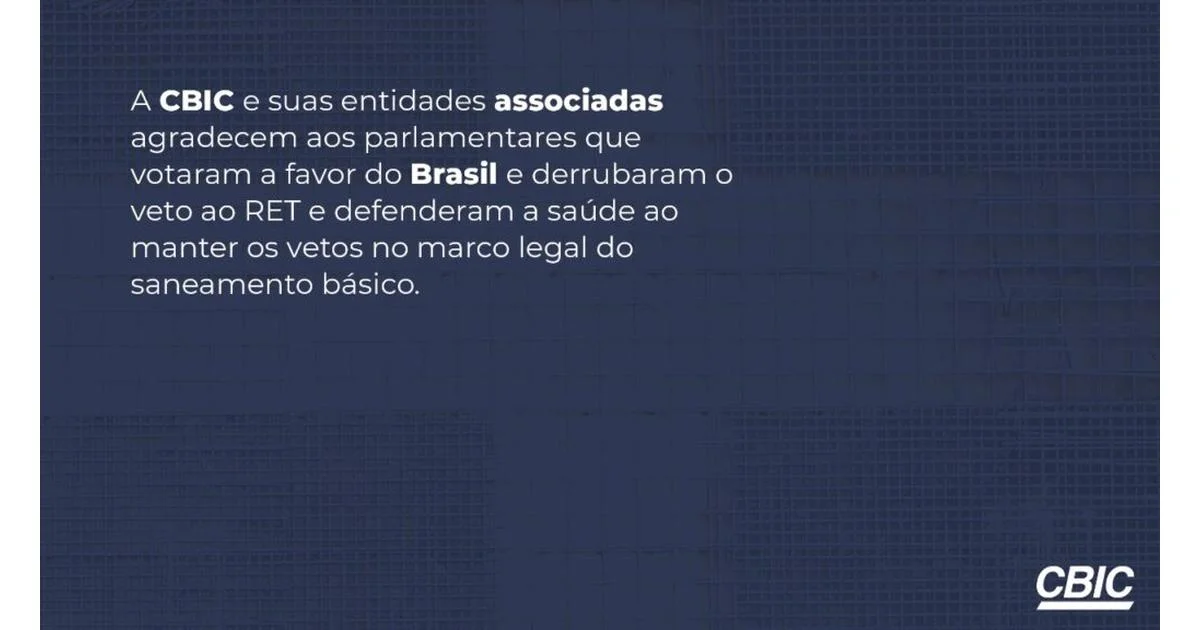 A CBIC e suas entidades associadas
agradecem aos parlamentares que
votaram a favor do Brasil e derrubaram o
veto ao RET e defenderam a saúde ao
manter os vetos no marco legal do
saneamento básico.
CBIC